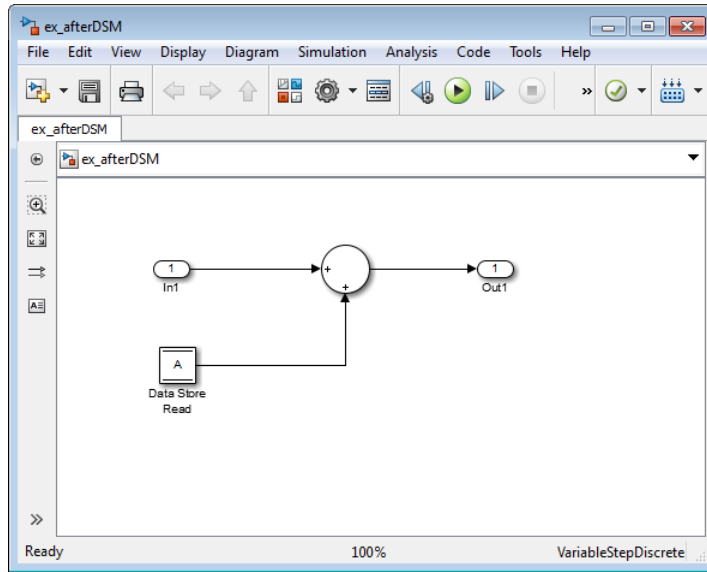 ex_afterDSM
File Edit View Display Diagram Simulation Analysis Code Tools Help
»
ex_afterDSM
ex_afterDSM
1
In1
+
+
1
Out1
A
Data Store
Read
»
Ready 100% VariableStepDiscrete